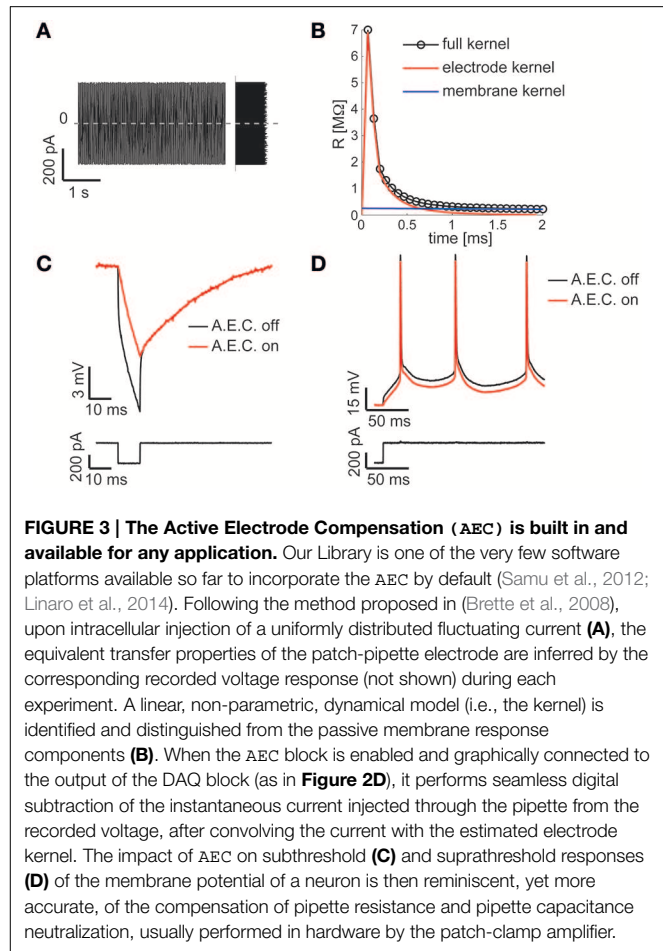 A
0
200 pA
1 s
B
7
6
5
4
3
2
1
0
R [MΩ]
full kernel
electrode kernel
membrane kernel
0 0.5 1 1.5 2
time [ms]
C
A.E.C. off
A.E.C. on
3 mV
10 ms
200 pA
10 ms
D
A.E.C. off
A.E.C. on
15 mV
50 ms
200 pA
50 ms
FIGURE 3 | The Active Electrode Compensation (AEC) is built in and
available for any application. Our Library is one of the very few software
platforms available so far to incorporate the AEC by default (Samu et al., 2012;
Linaro et al., 2014). Following the method proposed in (Brette et al., 2008),
upon intracellular injection of a uniformly distributed fluctuating current (A), the
equivalent transfer properties of the patch-pipette electrode are inferred by the
corresponding recorded voltage response (not shown) during each
experiment. A linear, non-parametric, dynamical model (i.e., the kernel) is
identified and distinguished from the passive membrane response
components (B). When the AEC block is enabled and graphically connected to
the output of the DAQ block (as in Figure 2D), it performs seamless digital
subtraction of the instantaneous current injected through the pipette from the
recorded voltage, after convolving the current with the estimated electrode
kernel. The impact of AEC on subthreshold (C) and suprathreshold responses
(D) of the membrane potential of a neuron is then reminiscent, yet more
accurate, of the compensation of pipette resistance and pipette capacitance
neutralization, usually performed in hardware by the patch-clamp amplifier.